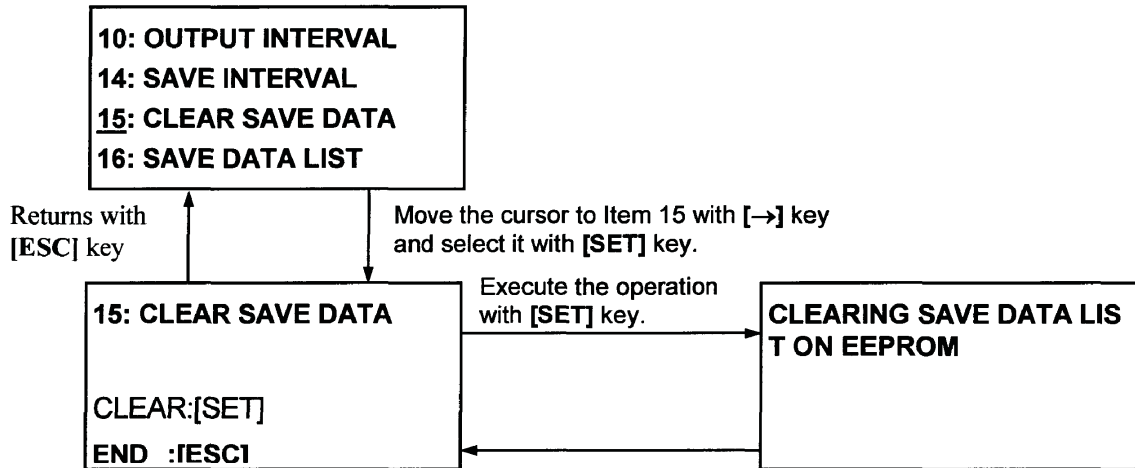 10: OUTPUT INTERVAL
14: SAVE INTERVAL
15: CLEAR SAVE DATA
16: SAVE DATA LIST
Returns with
[ESC] key
Move the cursor to Item 15 with [→] key
and select it with [SET] key.
15: CLEAR SAVE DATA
CLEAR:[SET]
END :[ESC]
Execute the operation
with [SET] key.
CLEARING SAVE DATA LIS
T ON EEPROM